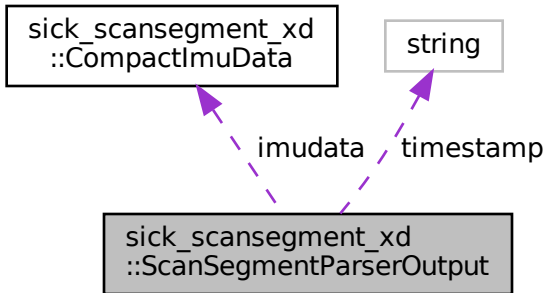 sick_scansegment_xd
::CompactImuData
string
imudata
timestamp
sick_scansegment_xd
::ScanSegmentParserOutput